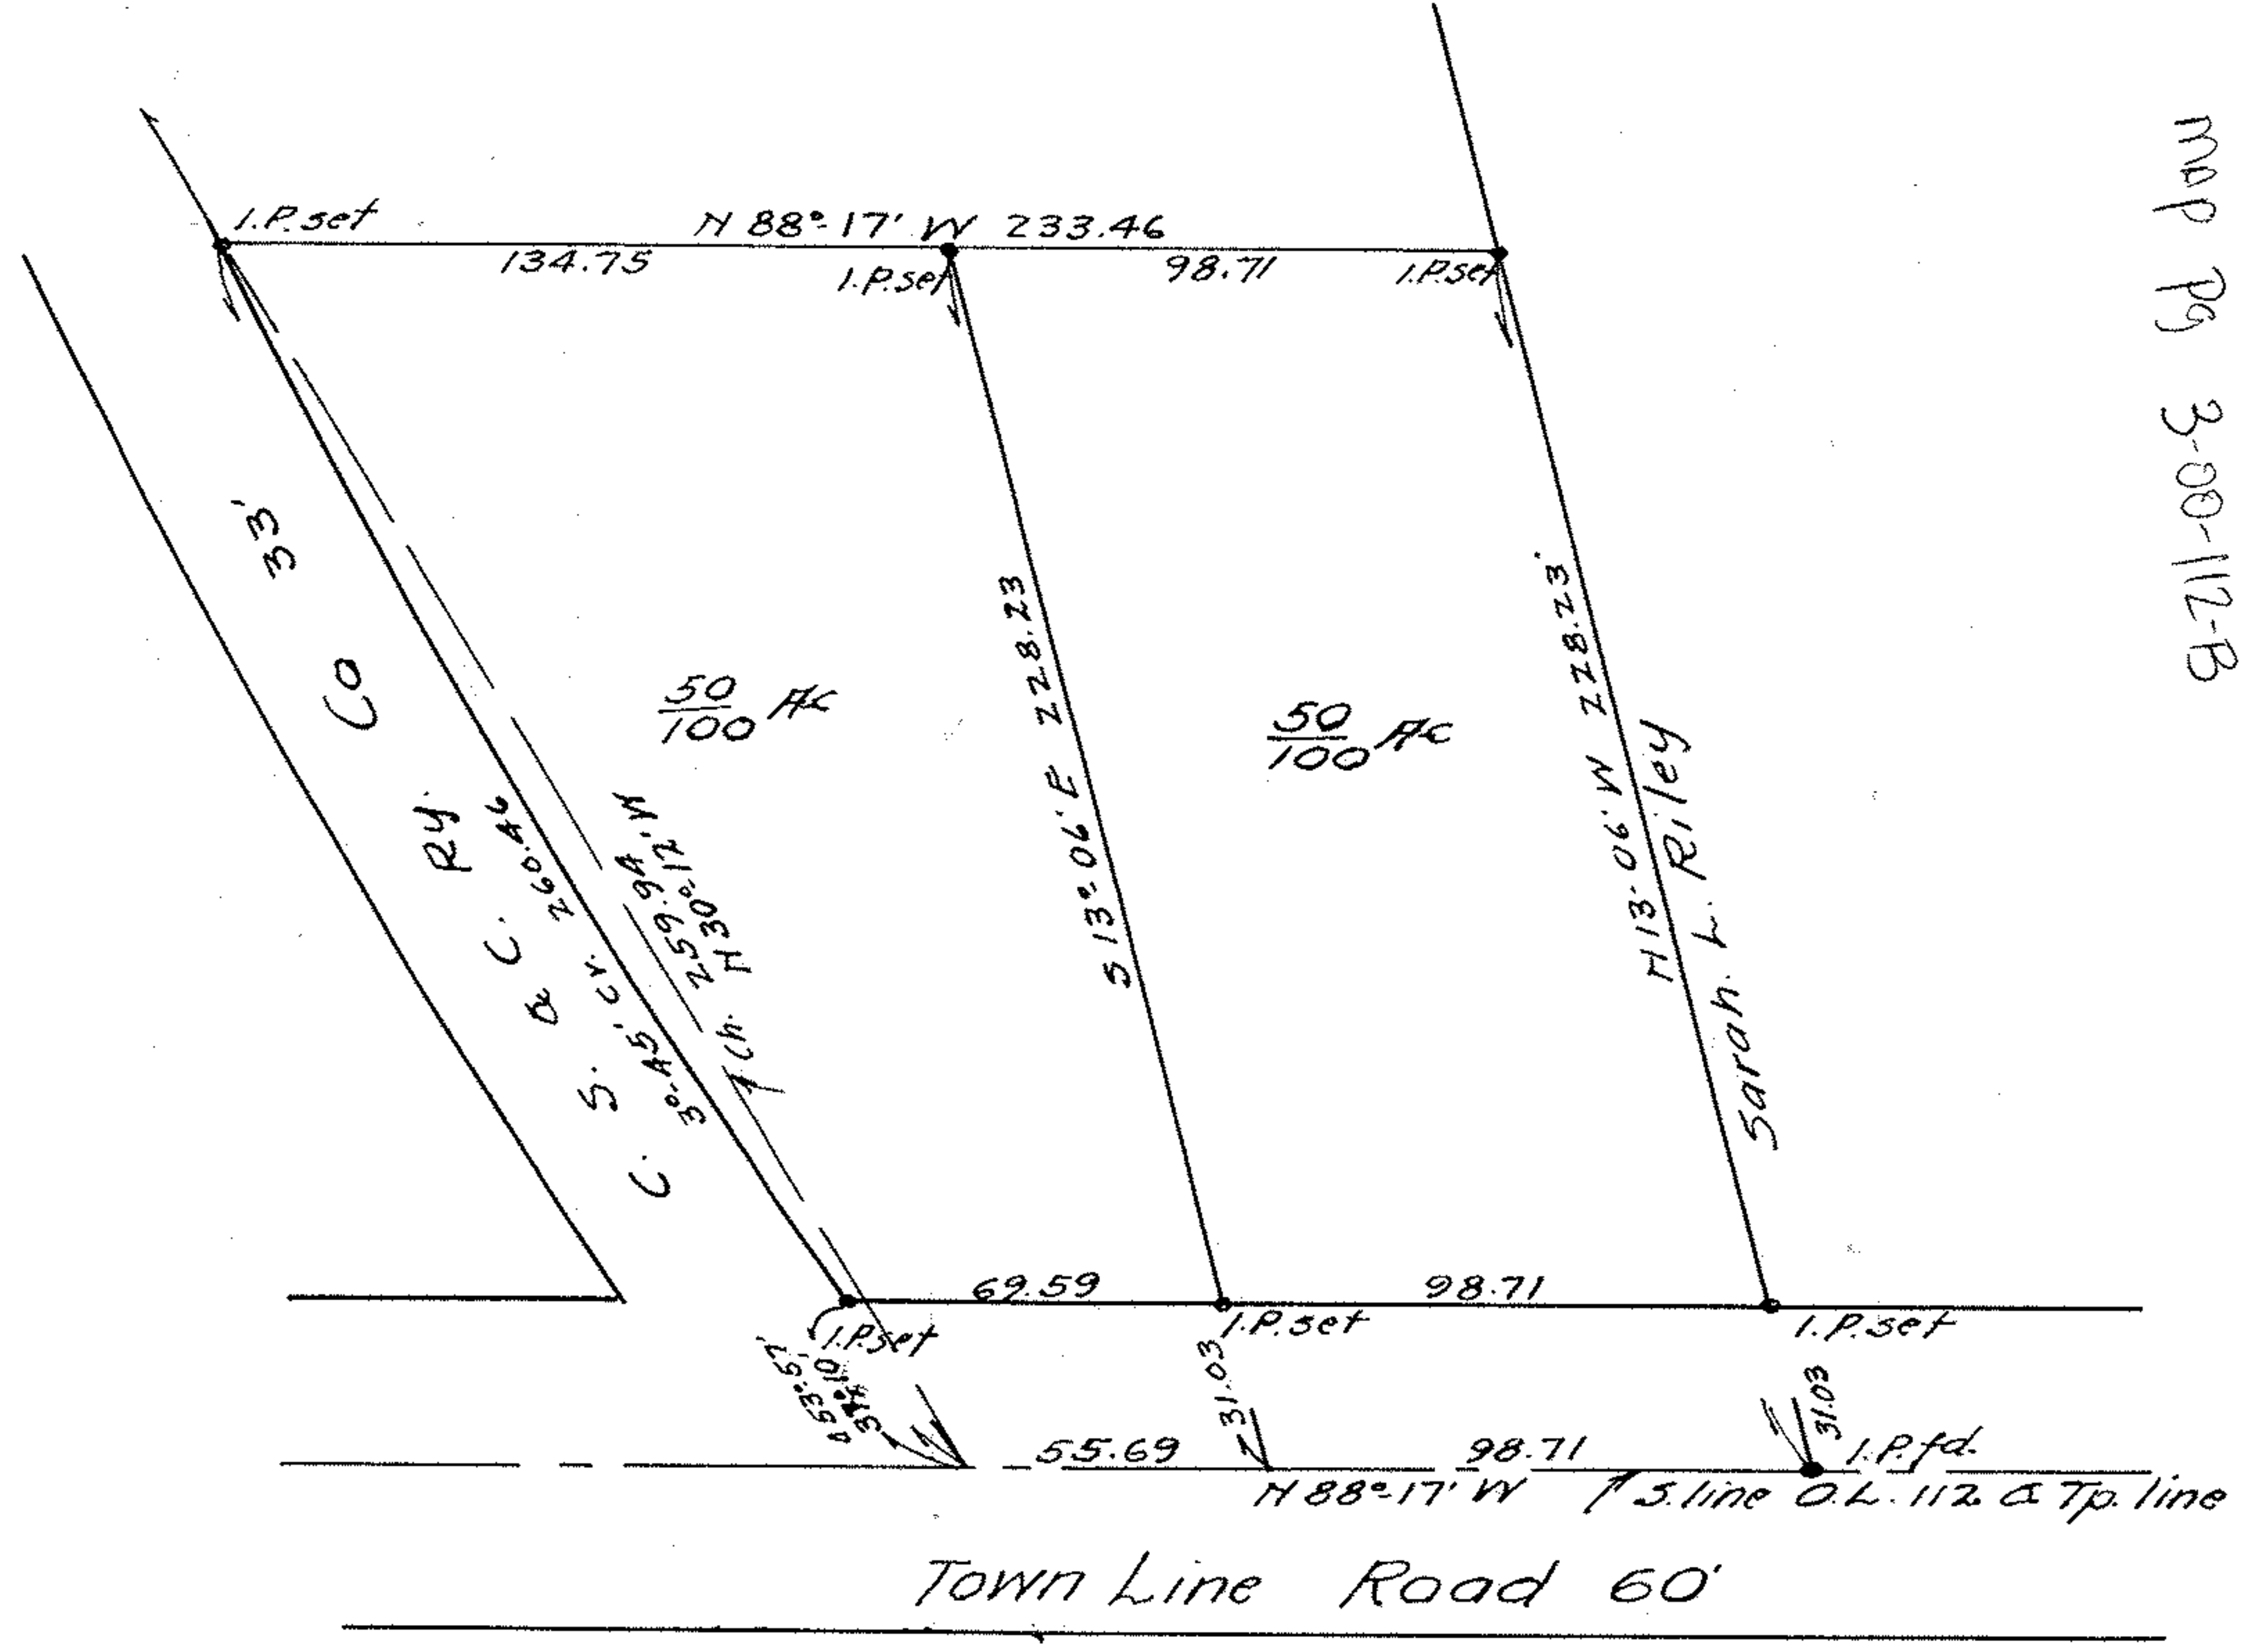 I.P. set
N 88°-17' W 233.46
134.75
I.P. set
98.71
I.P. set
map pg 3-00-112-B
33'
C. S. & C. Ry. Co
3°-45' cv. 260.46
Ch. N 30°-12' W
259.94
50/100 Ac
S 13°-06' E 228.23
50/100 Ac
N 13°-06' W 228.23'
Sarah L. Riley
69.59
98.71
I.P. set
I.P. set
I.P. set
Δ 53°-57'
31.03
31.03
55.69
98.71
I.P. fd.
N 88°-17' W
S. line O.L. 112 & Tp. line
Town Line Road 60'